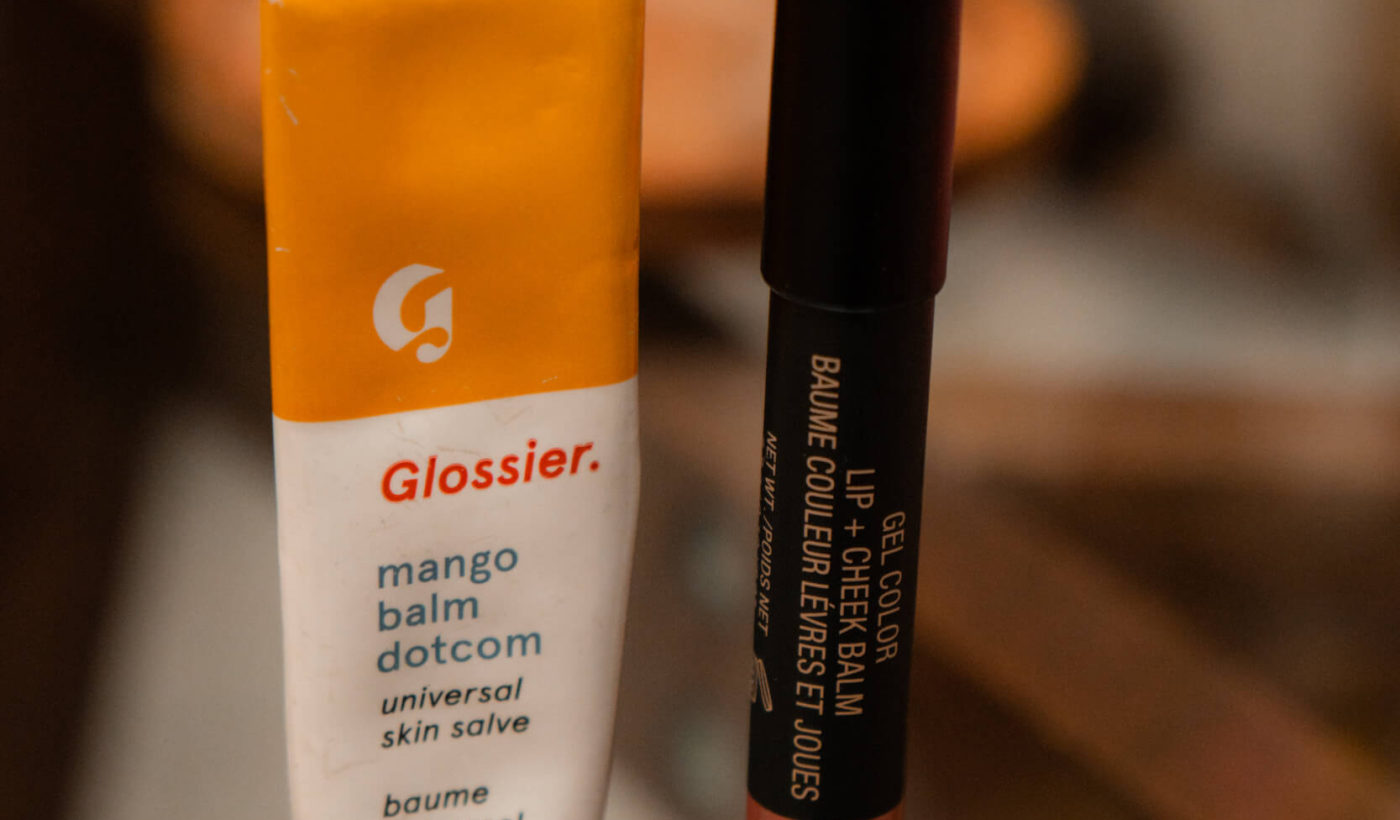 Glossier.
mango
balm
dotcom
universal
skin salve
baume
GEL COLOR
LIP + CHEEK BALM
BAUME COULEUR LÉVRES ET JOUES
NET WT. /POIDS NET